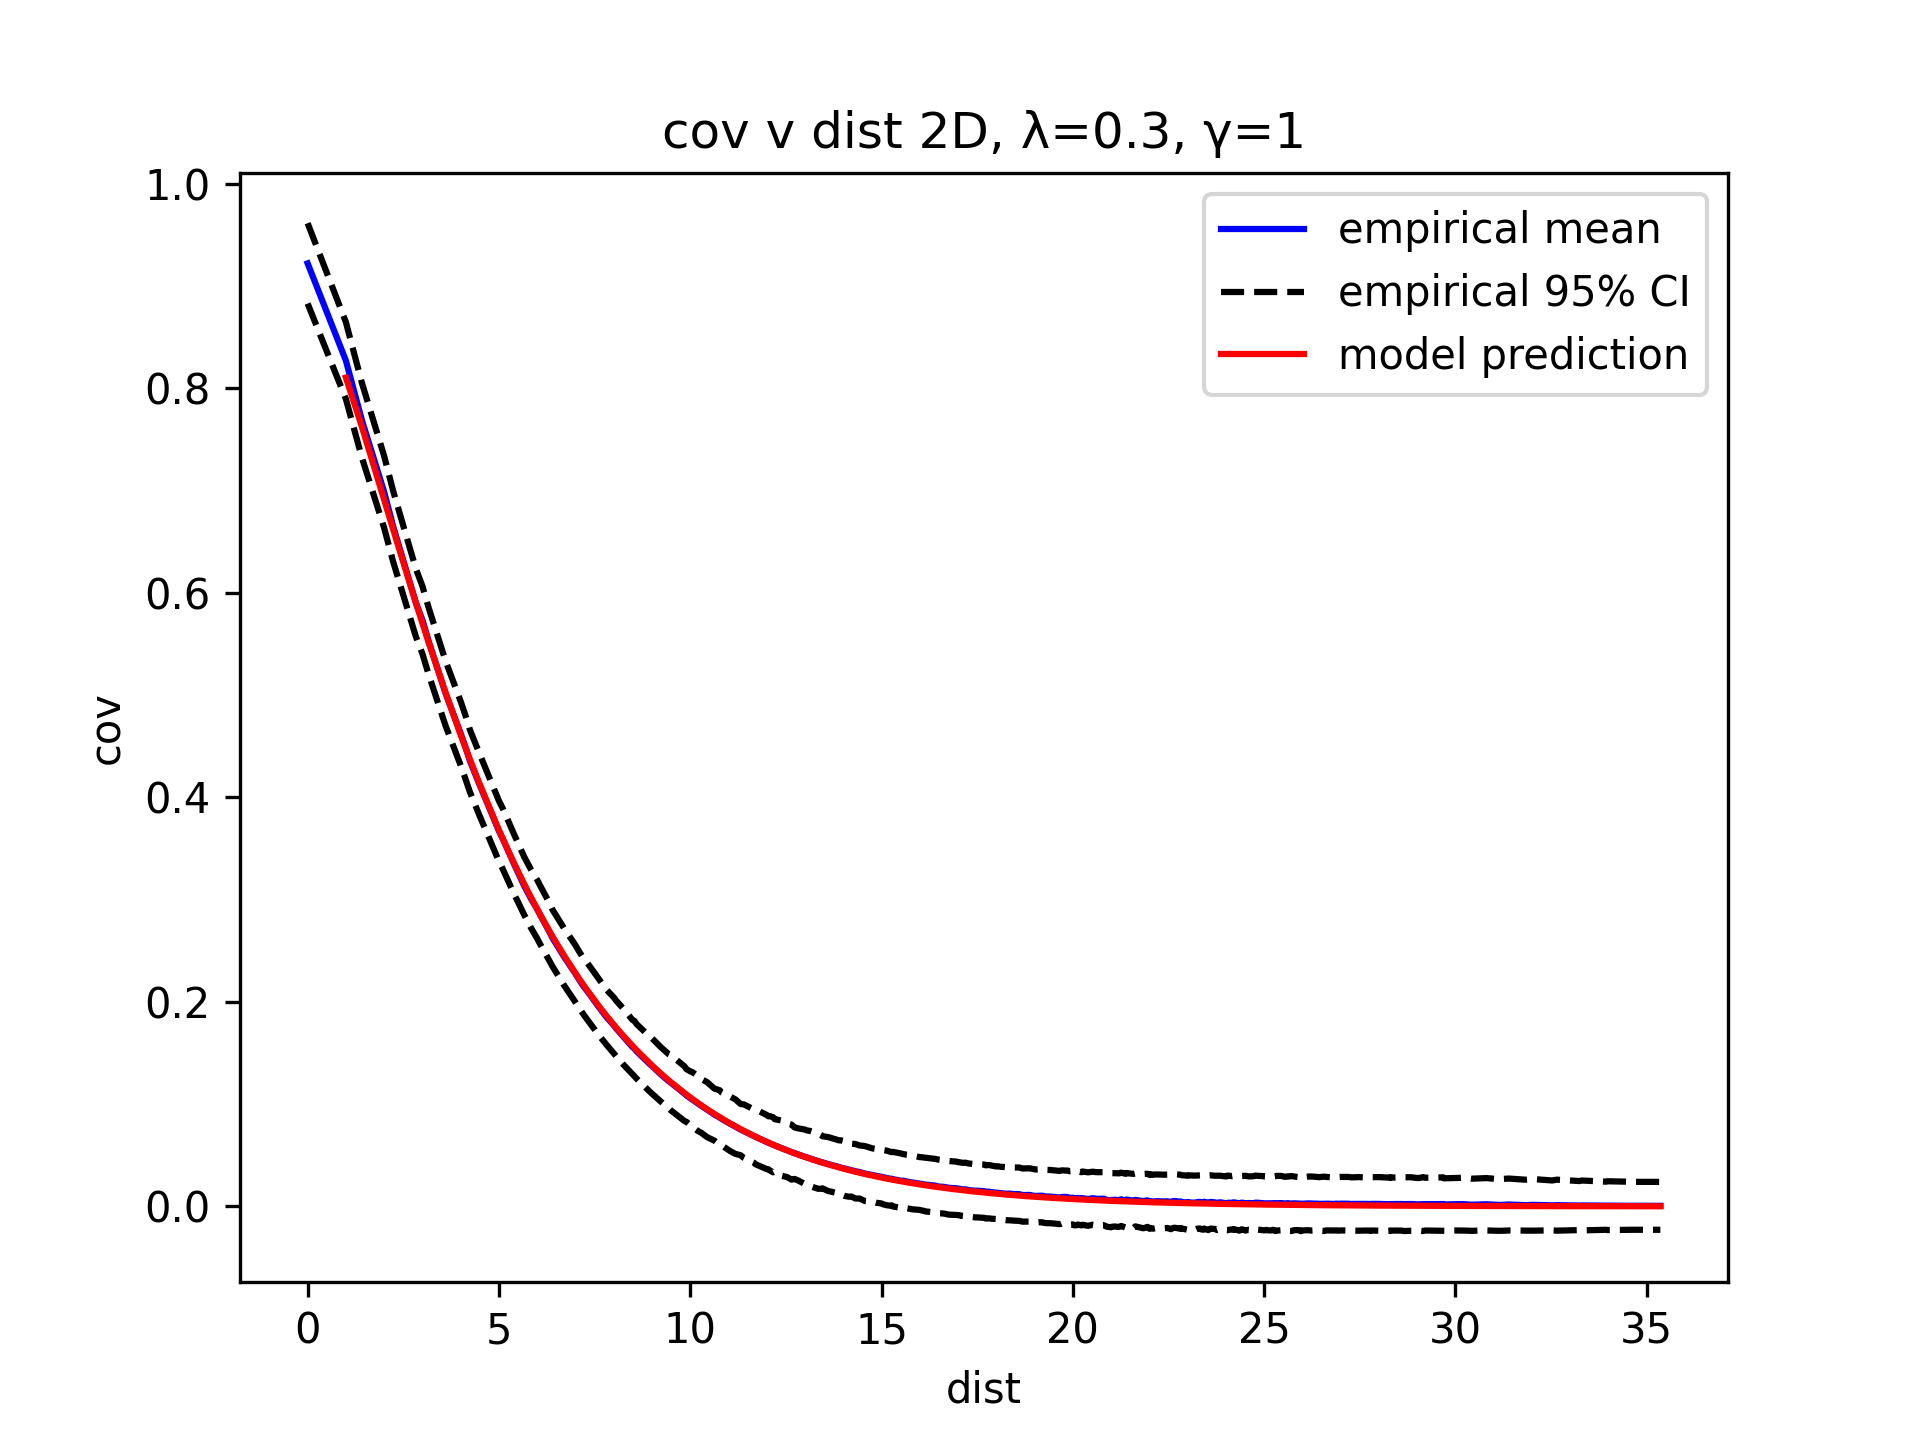 cov v dist 2D, λ=0.3, γ=1
1.0
0.8
0.6
0.4
0.2
0.0
cov
empirical mean
empirical 95% CI
model prediction
0 5 10 15 20 25 30 35
dist